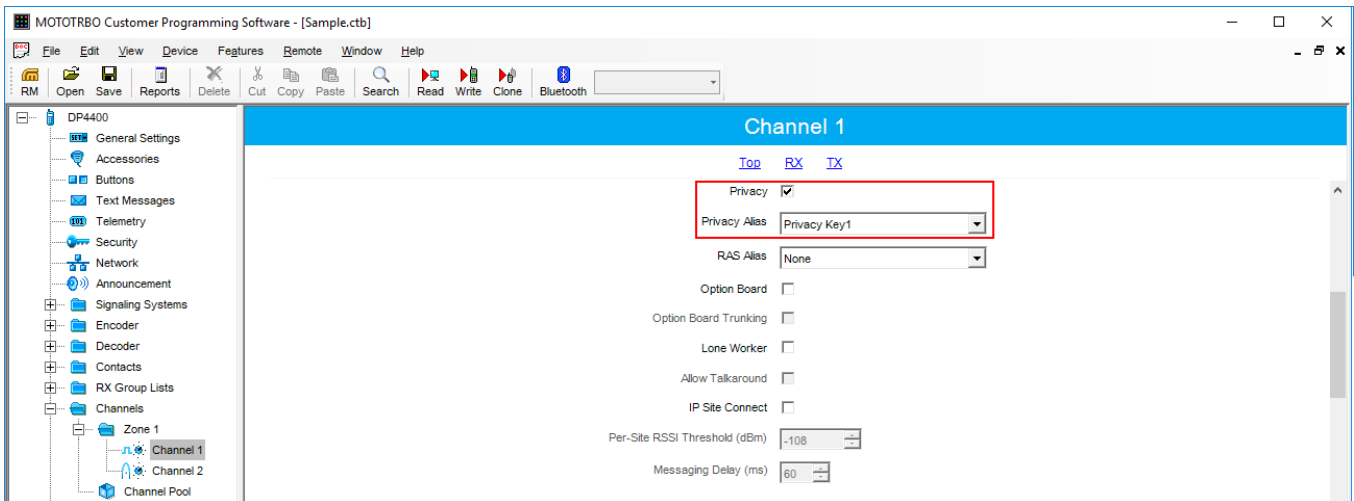 MOTOTRBO Customer Programming Software - [Sample.ctb]
File Edit View Device Features Remote Window Help
RM Open Save Reports Delete Cut Copy Paste Search Read Write Clone Bluetooth
DP4400
General Settings
Accessories
Buttons
Text Messages
Telemetry
Security
Network
Announcement
Signaling Systems
Encoder
Decoder
Contacts
RX Group Lists
Channels
Zone 1
Channel 1
Channel 2
Channel Pool
Channel 1
Top RX TX
Privacy
Privacy Alias Privacy Key1
RAS Alias None
Option Board
Option Board Trunking
Lone Worker
Allow Talkaround
IP Site Connect
Per-Site RSSI Threshold (dBm) -108
Messaging Delay (ms) 60